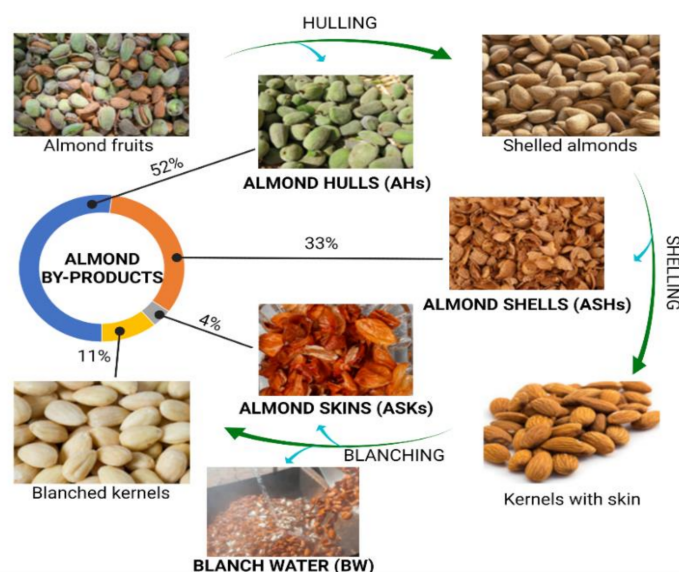 HULLING
Almond fruits
Shelled almonds
52%
ALMOND HULLS (AHs)
ALMOND
BY-PRODUCTS
33%
SHELLING
ALMOND SHELLS (ASHs)
4%
11%
ALMOND SKINS (ASKs)
BLANCHING
Blanched kernels
Kernels with skin
BLANCH WATER (BW)